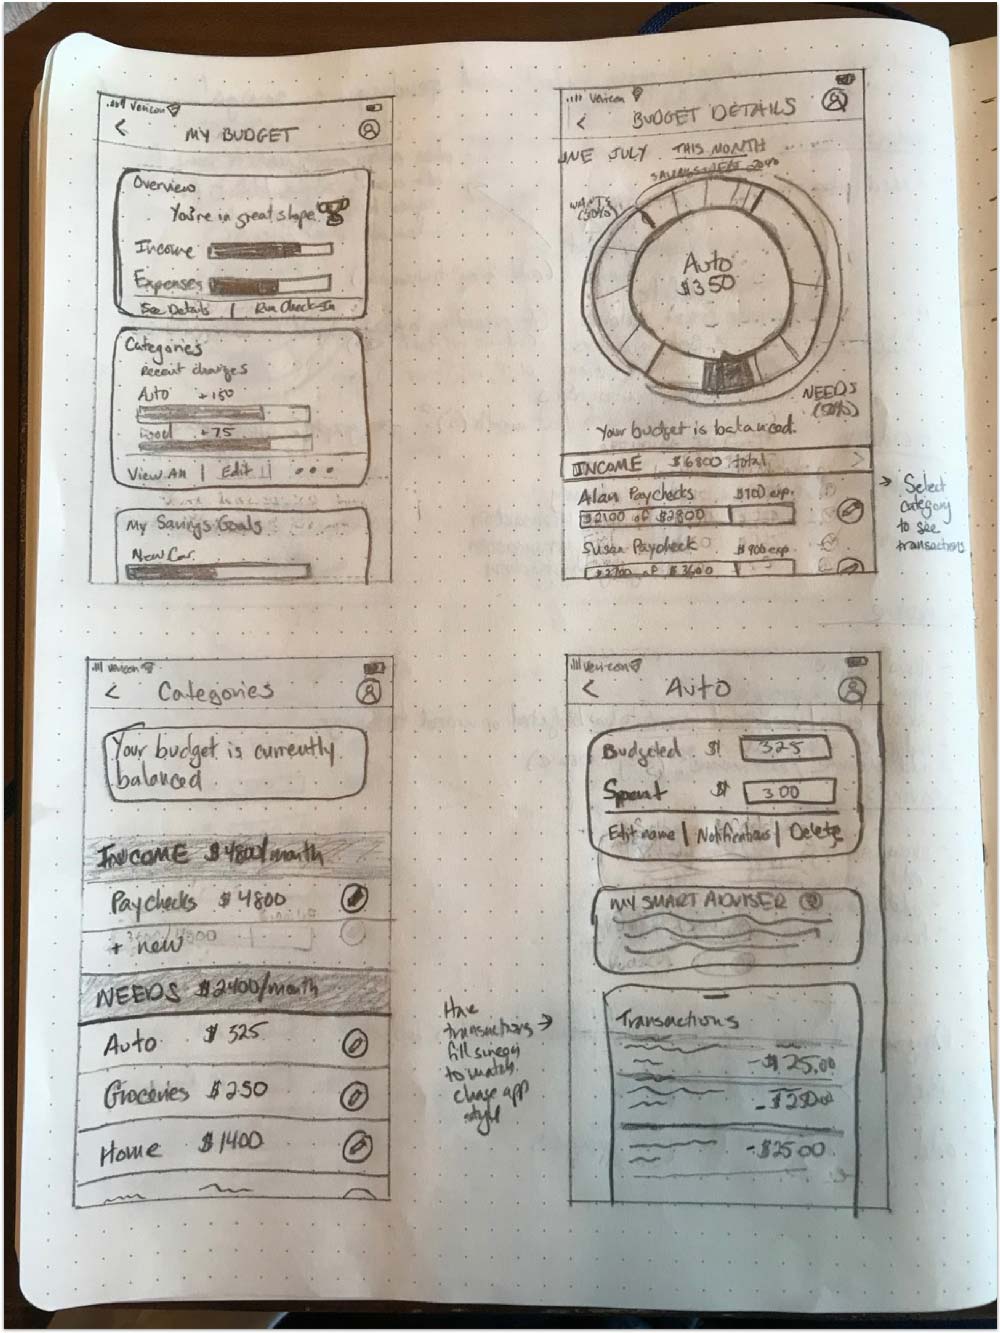 Verizon
<
MY BUDGET
Overview
You're in great shape.
Income
Expenses
See Details | Run Check-In
Categories
Recent changes
Auto +150
Food +75
View All | Edit | •••
My Savings Goals
New Car
Verizon
<
BUDGET DETAILS
UNE JULY THIS MONTH
SAVINGS
WANTS
(30%)
Auto
$350
NEEDS
(50%)
Your budget is balanced.
INCOME $6800 total >
Alan Paychecks $700 exp.
$2100 of $2800
Susan Paycheck $900 exp.
$2700 of $3600
→ Select
category
to see
transactions
Verizon
<
Categories
Your budget is currently
balanced
INCOME $4800/month
Paychecks $4800
+ new
NEEDS $2400/month
Auto $325
Groceries $250
Home $1400
Verizon
<
Auto
Budgeted $ 325
Spent $ 300
Edit name | Notifications | Delete
MY SMART ADVISER
Have
transactions →
fill screen
to match
chase app
style
Transactions
-$25.00
-$250.00
-$25.00